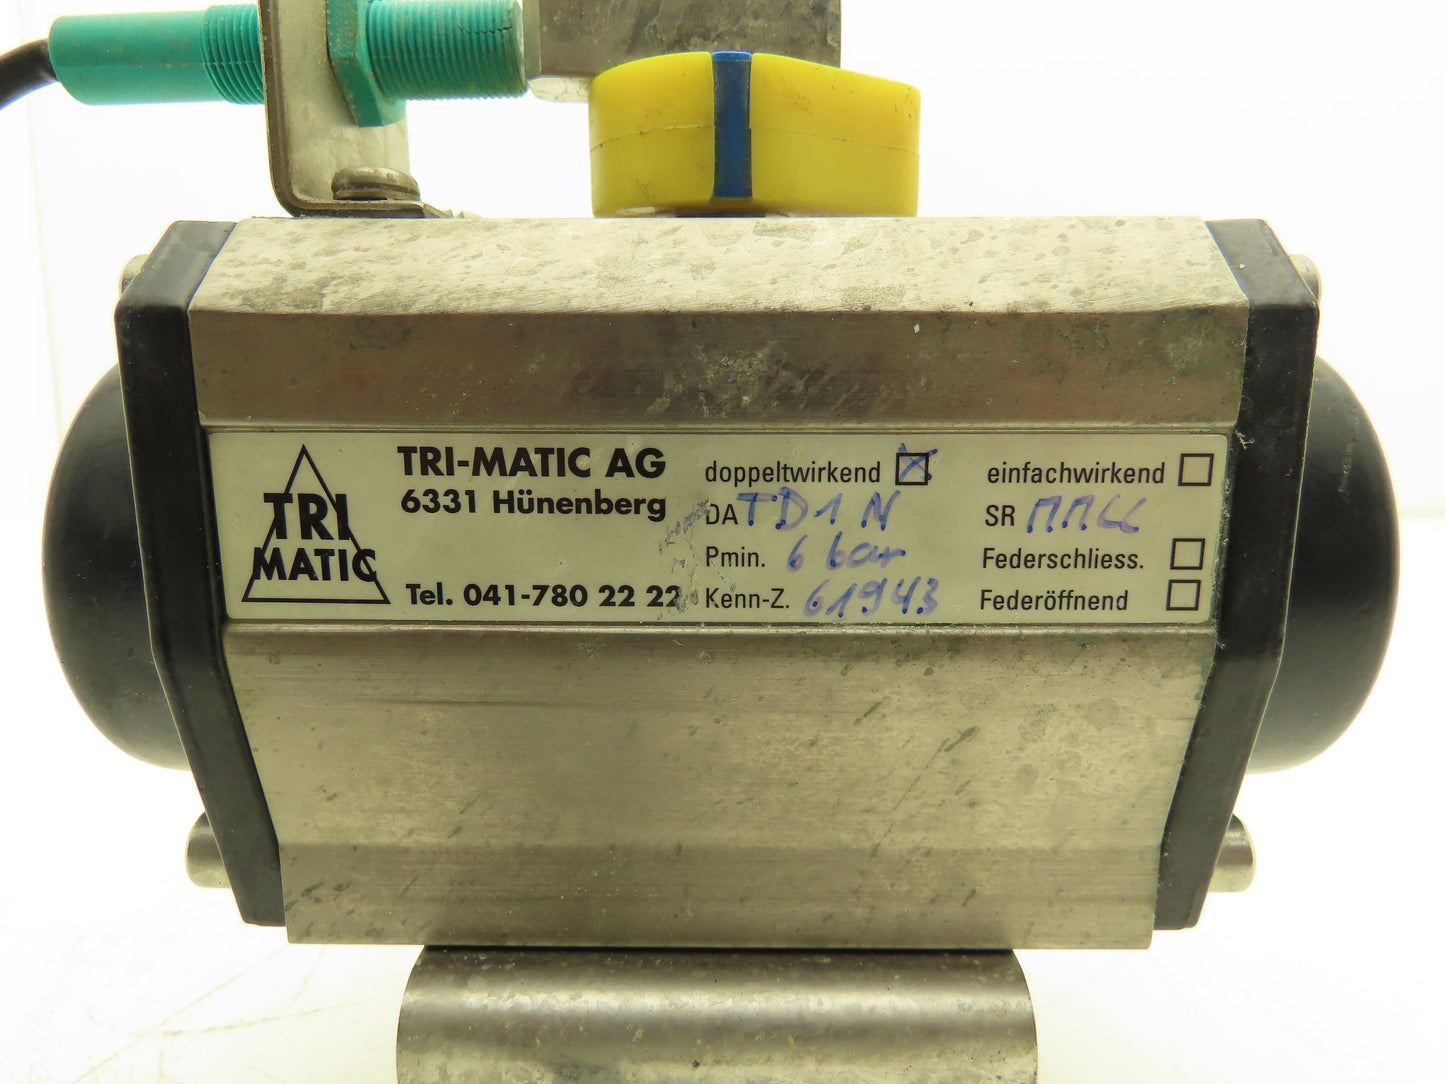 TRI
MATIC
TRI-MATIC AG
6331 Hünenberg
Tel. 041-780 22 22
doppeltwirkend ☒ einfachwirkend ☐
DA TD1N SR
Pmin. 6 bar Federschliess. ☐
Kenn-Z. 61943 Federöffnend ☐